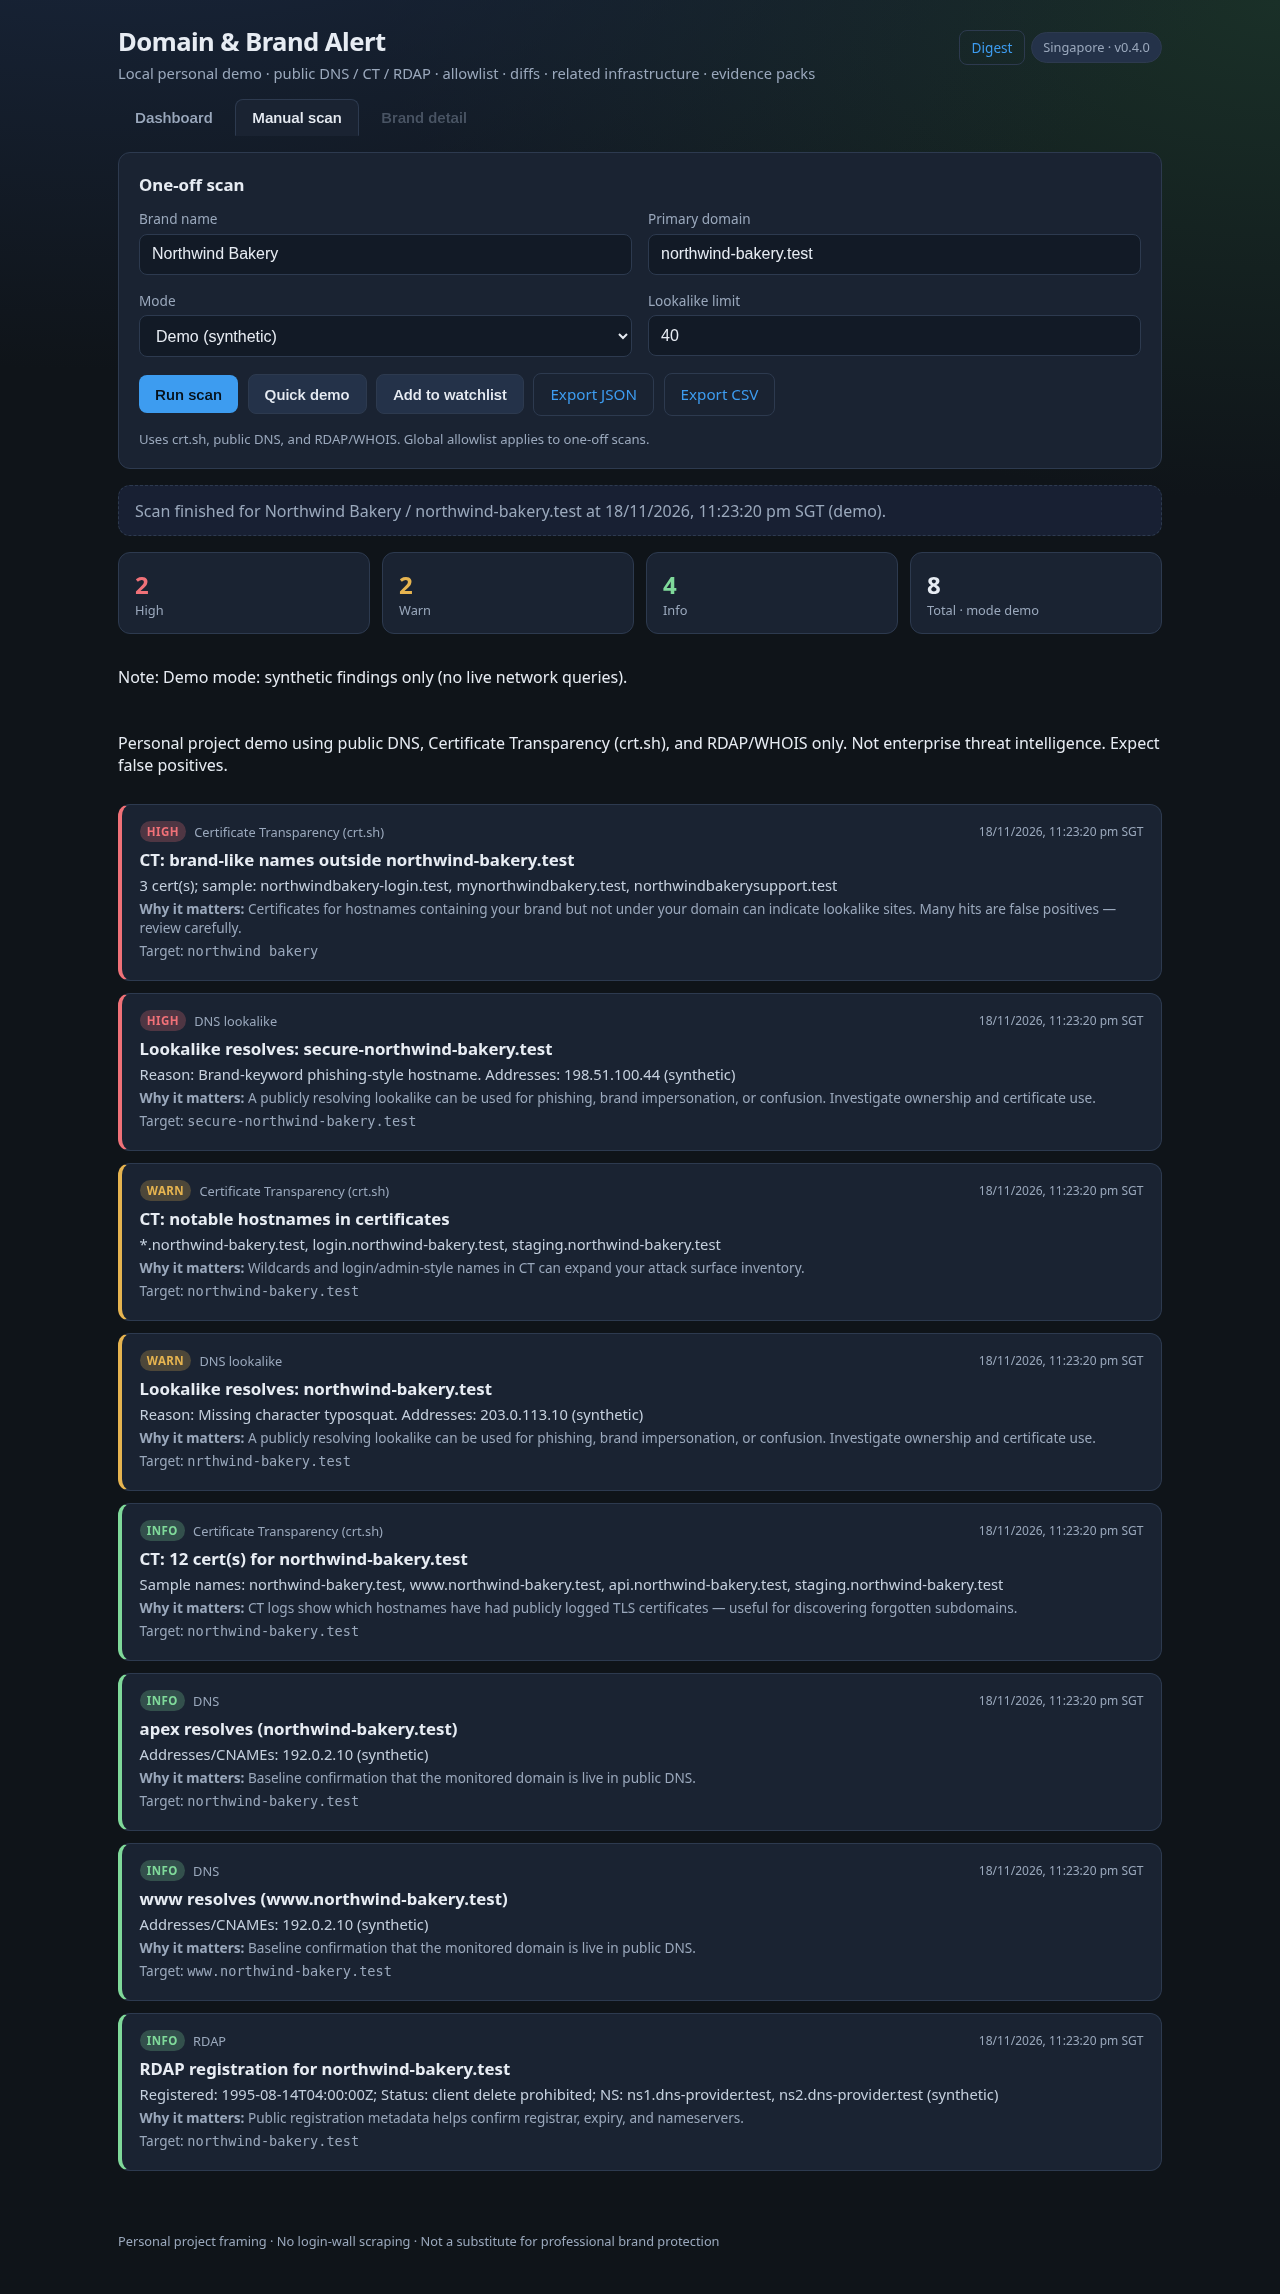 Domain & Brand Alert
Local personal demo · public DNS / CT / RDAP · allowlist · diffs · related infrastructure · evidence packs
Digest
Singapore · v0.4.0
Dashboard
Manual scan
Brand detail
One-off scan
Brand name
Primary domain
Northwind Bakery
northwind-bakery.test
Mode
Lookalike limit
Demo (synthetic)
40
Run scan
Quick demo
Add to watchlist
Export JSON
Export CSV
Uses crt.sh, public DNS, and RDAP/WHOIS. Global allowlist applies to one-off scans.
Scan finished for Northwind Bakery / northwind-bakery.test at 18/11/2026, 11:23:20 pm SGT (demo).
2
High
2
Warn
4
Info
8
Total · mode demo
Note: Demo mode: synthetic findings only (no live network queries).
Personal project demo using public DNS, Certificate Transparency (crt.sh), and RDAP/WHOIS only. Not enterprise threat intelligence. Expect
false positives.
HIGH Certificate Transparency (crt.sh) 18/11/2026, 11:23:20 pm SGT
CT: brand-like names outside northwind-bakery.test
3 cert(s); sample: northwindbakery-login.test, mynorthwindbakery.test, northwindbakerysupport.test
Why it matters: Certificates for hostnames containing your brand but not under your domain can indicate lookalike sites. Many hits are false positives —
review carefully.
Target: northwind bakery
HIGH DNS lookalike 18/11/2026, 11:23:20 pm SGT
Lookalike resolves: secure-northwind-bakery.test
Reason: Brand-keyword phishing-style hostname. Addresses: 198.51.100.44 (synthetic)
Why it matters: A publicly resolving lookalike can be used for phishing, brand impersonation, or confusion. Investigate ownership and certificate use.
Target: secure-northwind-bakery.test
WARN Certificate Transparency (crt.sh) 18/11/2026, 11:23:20 pm SGT
CT: notable hostnames in certificates
*.northwind-bakery.test, login.northwind-bakery.test, staging.northwind-bakery.test
Why it matters: Wildcards and login/admin-style names in CT can expand your attack surface inventory.
Target: northwind-bakery.test
WARN DNS lookalike 18/11/2026, 11:23:20 pm SGT
Lookalike resolves: northwind-bakery.test
Reason: Missing character typosquat. Addresses: 203.0.113.10 (synthetic)
Why it matters: A publicly resolving lookalike can be used for phishing, brand impersonation, or confusion. Investigate ownership and certificate use.
Target: nrthwind-bakery.test
INFO Certificate Transparency (crt.sh) 18/11/2026, 11:23:20 pm SGT
CT: 12 cert(s) for northwind-bakery.test
Sample names: northwind-bakery.test, www.northwind-bakery.test, api.northwind-bakery.test, staging.northwind-bakery.test
Why it matters: CT logs show which hostnames have had publicly logged TLS certificates — useful for discovering forgotten subdomains.
Target: northwind-bakery.test
INFO DNS 18/11/2026, 11:23:20 pm SGT
apex resolves (northwind-bakery.test)
Addresses/CNAMEs: 192.0.2.10 (synthetic)
Why it matters: Baseline confirmation that the monitored domain is live in public DNS.
Target: northwind-bakery.test
INFO DNS 18/11/2026, 11:23:20 pm SGT
www resolves (www.northwind-bakery.test)
Addresses/CNAMEs: 192.0.2.10 (synthetic)
Why it matters: Baseline confirmation that the monitored domain is live in public DNS.
Target: www.northwind-bakery.test
INFO RDAP 18/11/2026, 11:23:20 pm SGT
RDAP registration for northwind-bakery.test
Registered: 1995-08-14T04:00:00Z; Status: client delete prohibited; NS: ns1.dns-provider.test, ns2.dns-provider.test (synthetic)
Why it matters: Public registration metadata helps confirm registrar, expiry, and nameservers.
Target: northwind-bakery.test
Personal project framing · No login-wall scraping · Not a substitute for professional brand protection